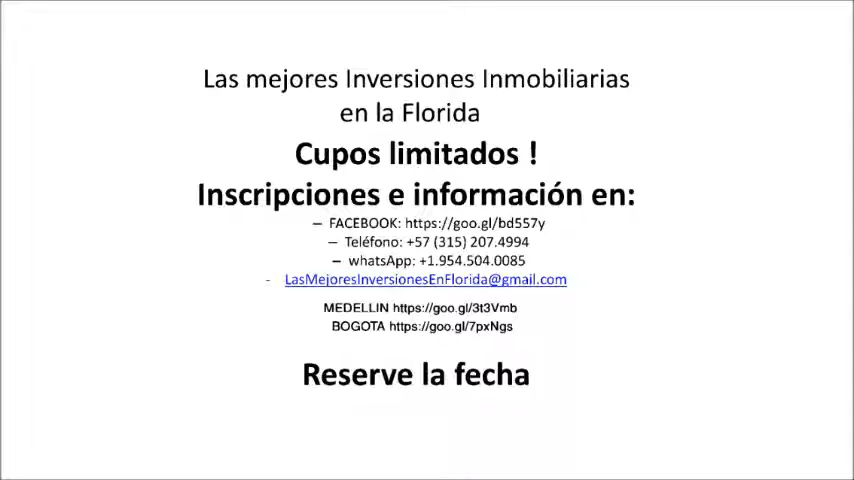 Las mejores Inversiones Inmobiliarias
en la Florida
Cupos limitados !
Inscripciones e información en:
– FACEBOOK: https://goo.gl/bd557y
– Teléfono: +57 (315) 207.4994
– whatsApp: +1.954.504.0085
- LasMejoresInversionesEnFlorida@gmail.com
MEDELLIN https://goo.gl/3t3Vmb
BOGOTA https://goo.gl/7pxNgs
Reserve la fecha